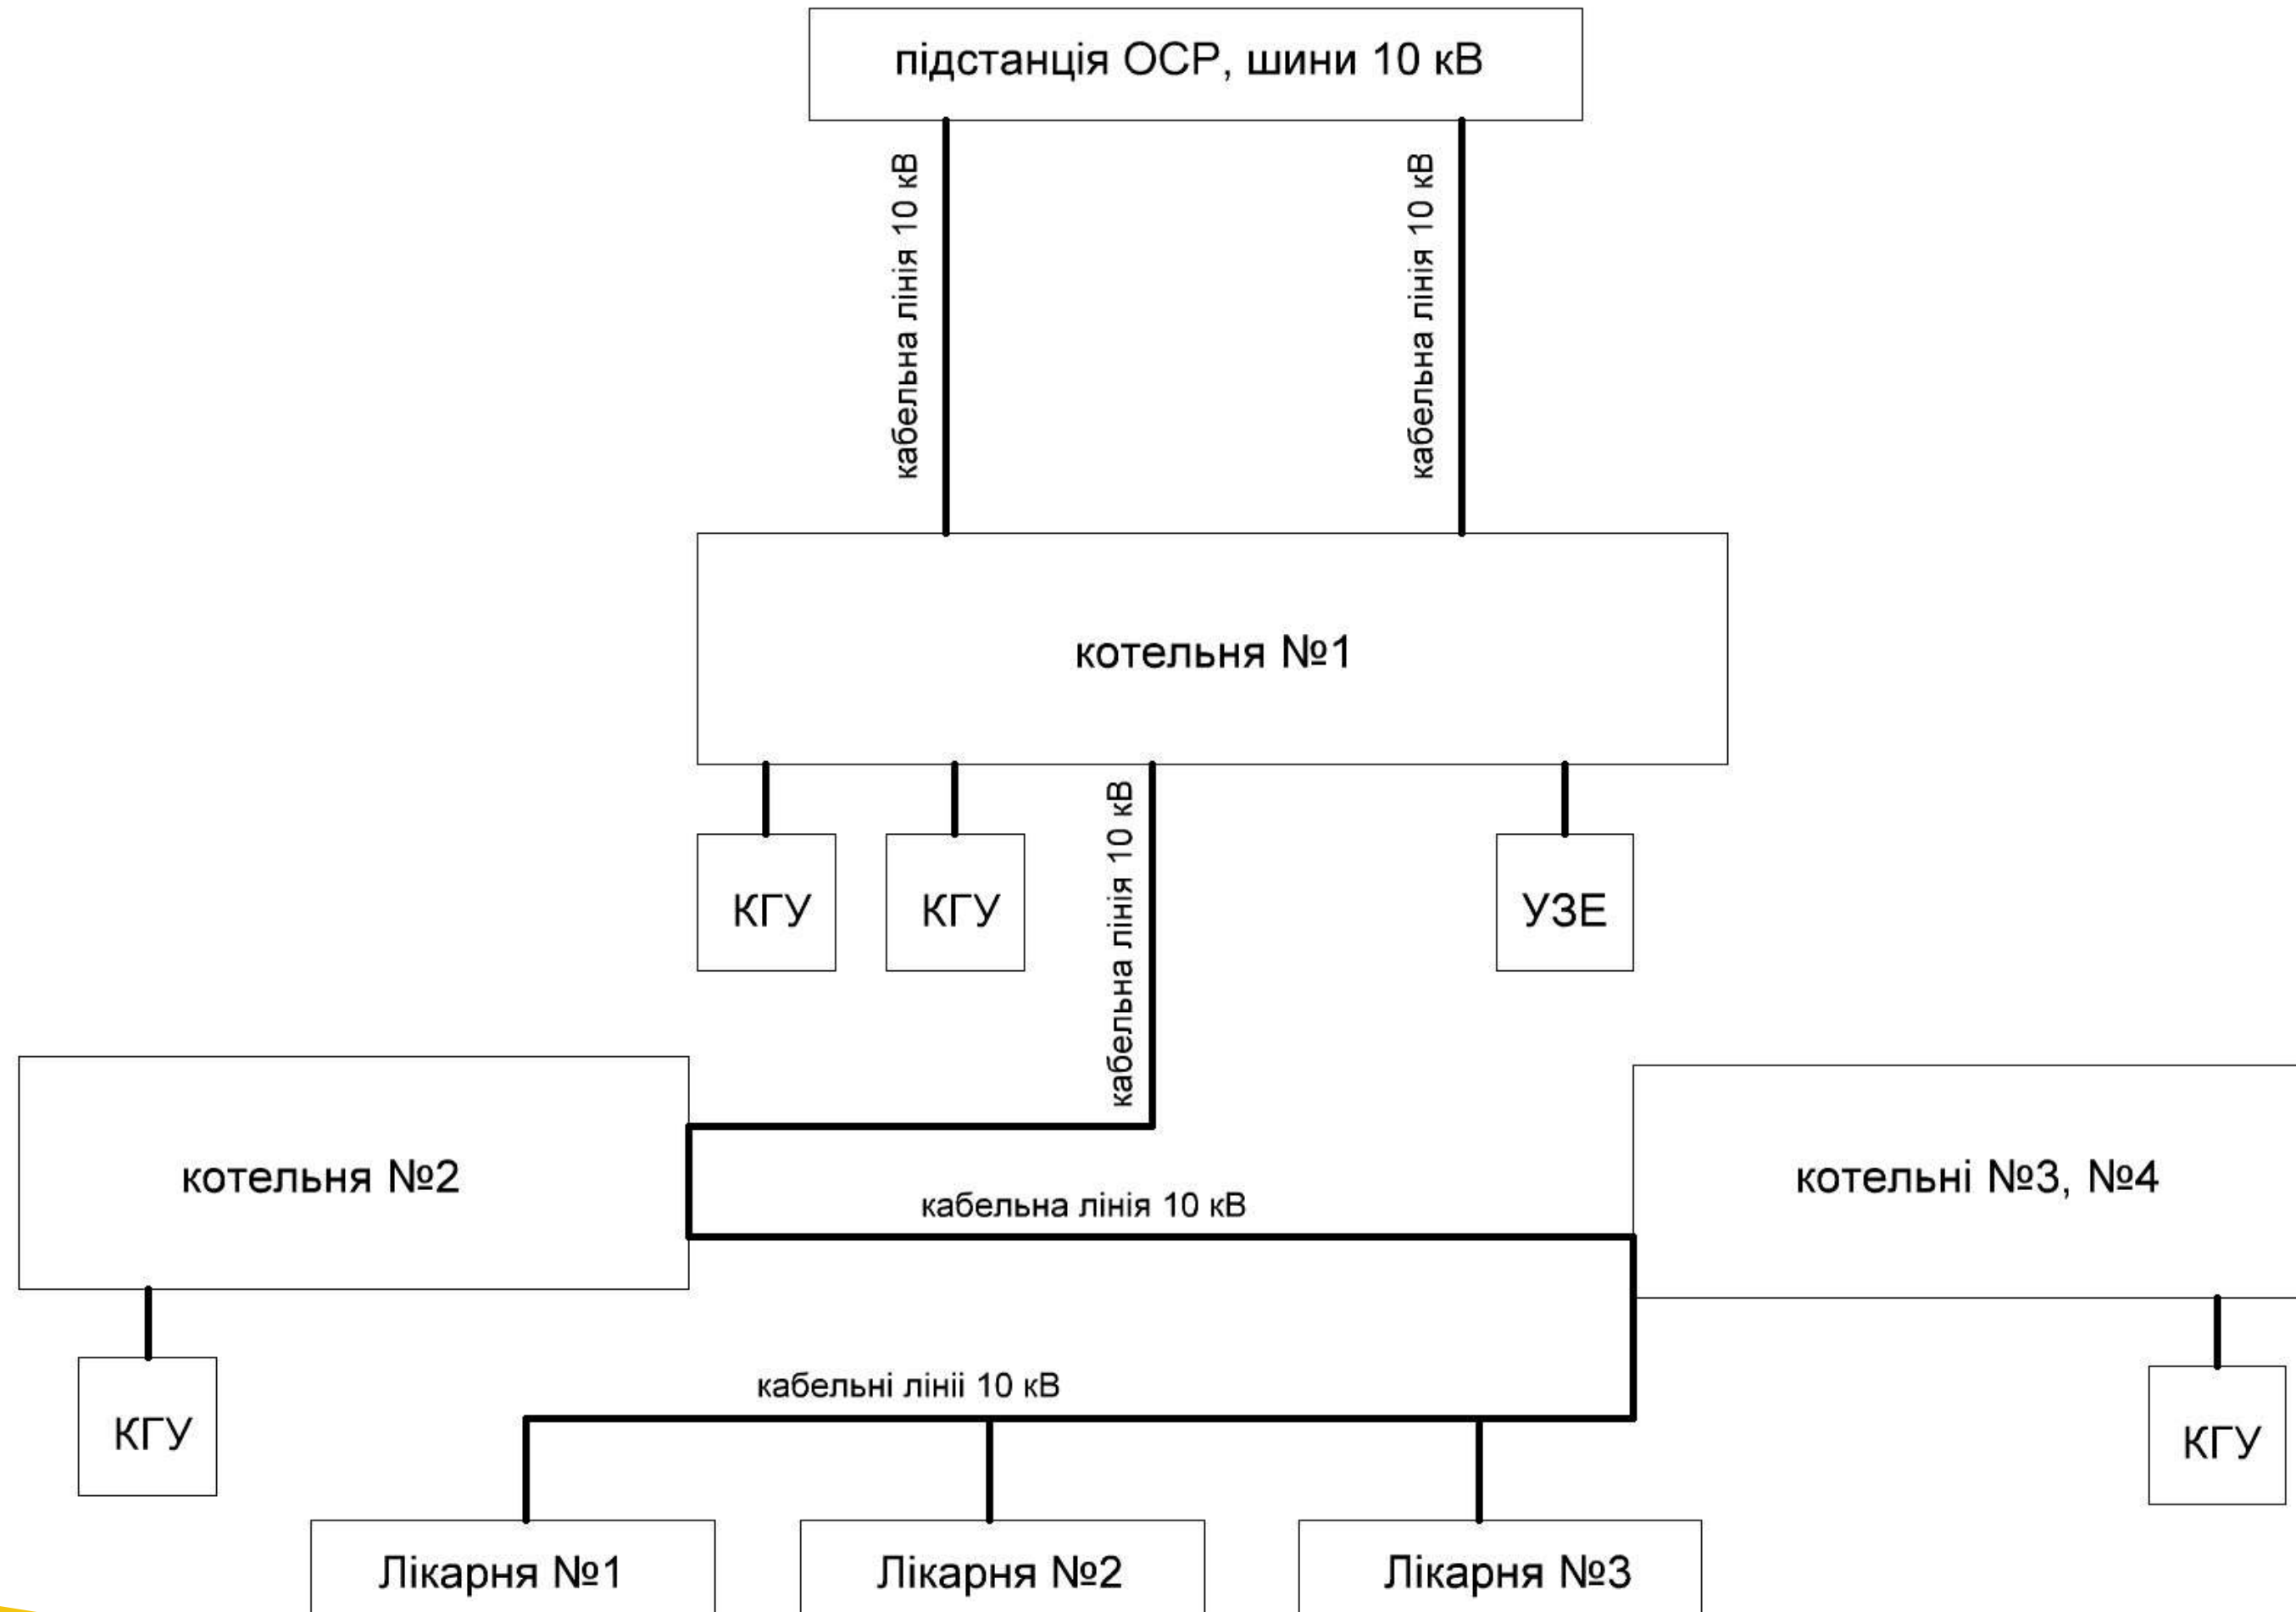 підстанція ОСР, шини 10 кВ
кабельна лінія 10 кВ
кабельна лінія 10 кВ
котельня №1
КГУ
КГУ
кабельна лінія 10 кВ
УЗЕ
котельня №2
кабельна лінія 10 кВ
котельні №3, №4
КГУ
кабельні лініі 10 кВ
КГУ
Лікарня №1
Лікарня №2
Лікарня №3